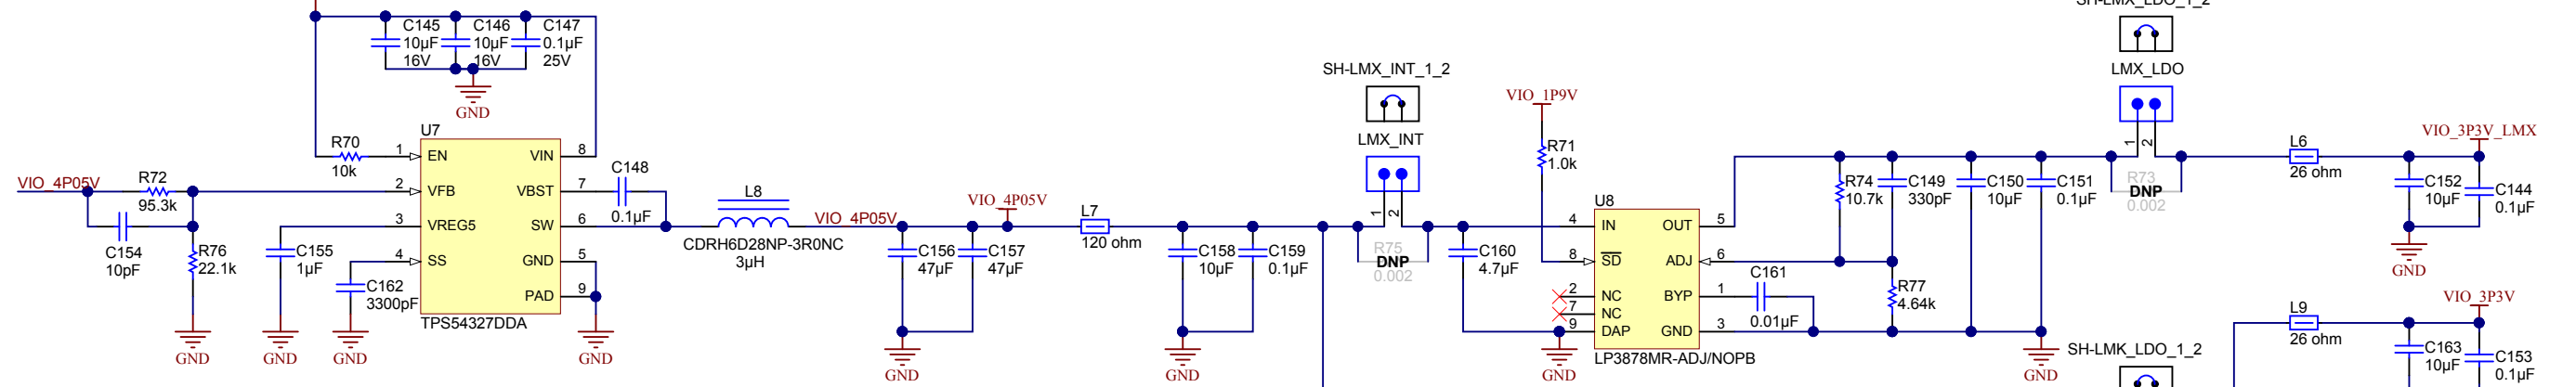 SH-LMX_LDO_1_2
C145
10µF
16V
C146
10µF
16V
C147
0.1µF
25V
GND
SH-LMX_INT_1_2
LMX_INT
1
2
R75
DNP
0.002
LMX_LDO
1
2
R73
DNP
0.002
VIO_4P05V
R72
95.3k
C154
10pF
R76
22.1k
GND
R70
10k
C155
1µF
GND
C162
3300pF
GND
U7
1
EN
2
VFB
3
VREG5
4
SS
VIN
8
VBST
7
SW
6
GND
5
PAD
9
TPS54327DDA
GND
C148
0.1µF
L8
CDRH6D28NP-3R0NC
3µH
VIO_4P05V
VIO_4P05V
C156
47µF
C157
47µF
GND
L7
120 ohm
C158
10µF
C159
0.1µF
GND
C160
4.7µF
VIO_1P9V
R71
1.0k
U8
4
IN
8
SD
2
NC
7
NC
9
DAP
OUT
5
ADJ
6
BYP
1
GND
3
LP3878MR-ADJ/NOPB
GND
C161
0.01µF
R74
10.7k
C149
330pF
R77
4.64k
C150
10µF
C151
0.1µF
GND
L6
26 ohm
VIO_3P3V_LMX
C152
10µF
C144
0.1µF
GND
SH-LMK_LDO_1_2
L9
26 ohm
VIO_3P3V
C163
10µF
C153
0.1µF